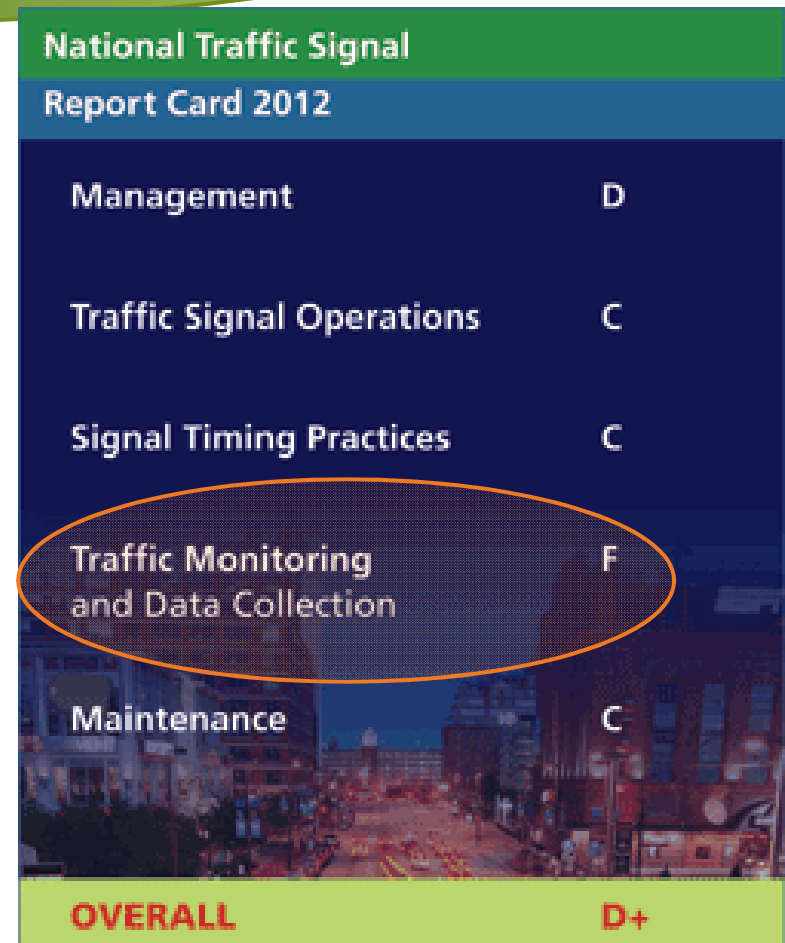 National Traffic Signal
Report Card 2012
Management D
Traffic Signal Operations C
Signal Timing Practices C
Traffic Monitoring F
and Data Collection
Maintenance C
OVERALL D+